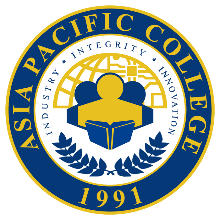 ASIA PACIFIC COLLEGE
INDUSTRY • INTEGRITY • INNOVATION
1991